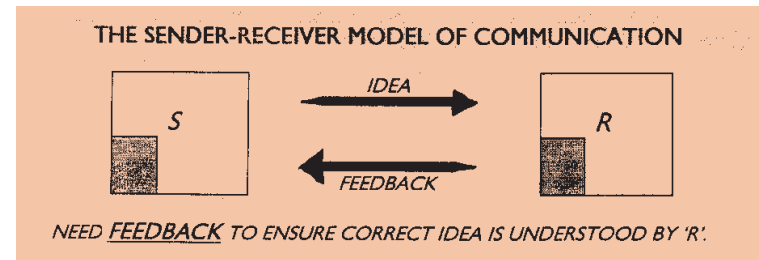 THE SENDER-RECEIVER MODEL OF COMMUNICATION
IDEA
S
R
FEEDBACK
NEED FEEDBACK TO ENSURE CORRECT IDEA IS UNDERSTOOD BY 'R'.